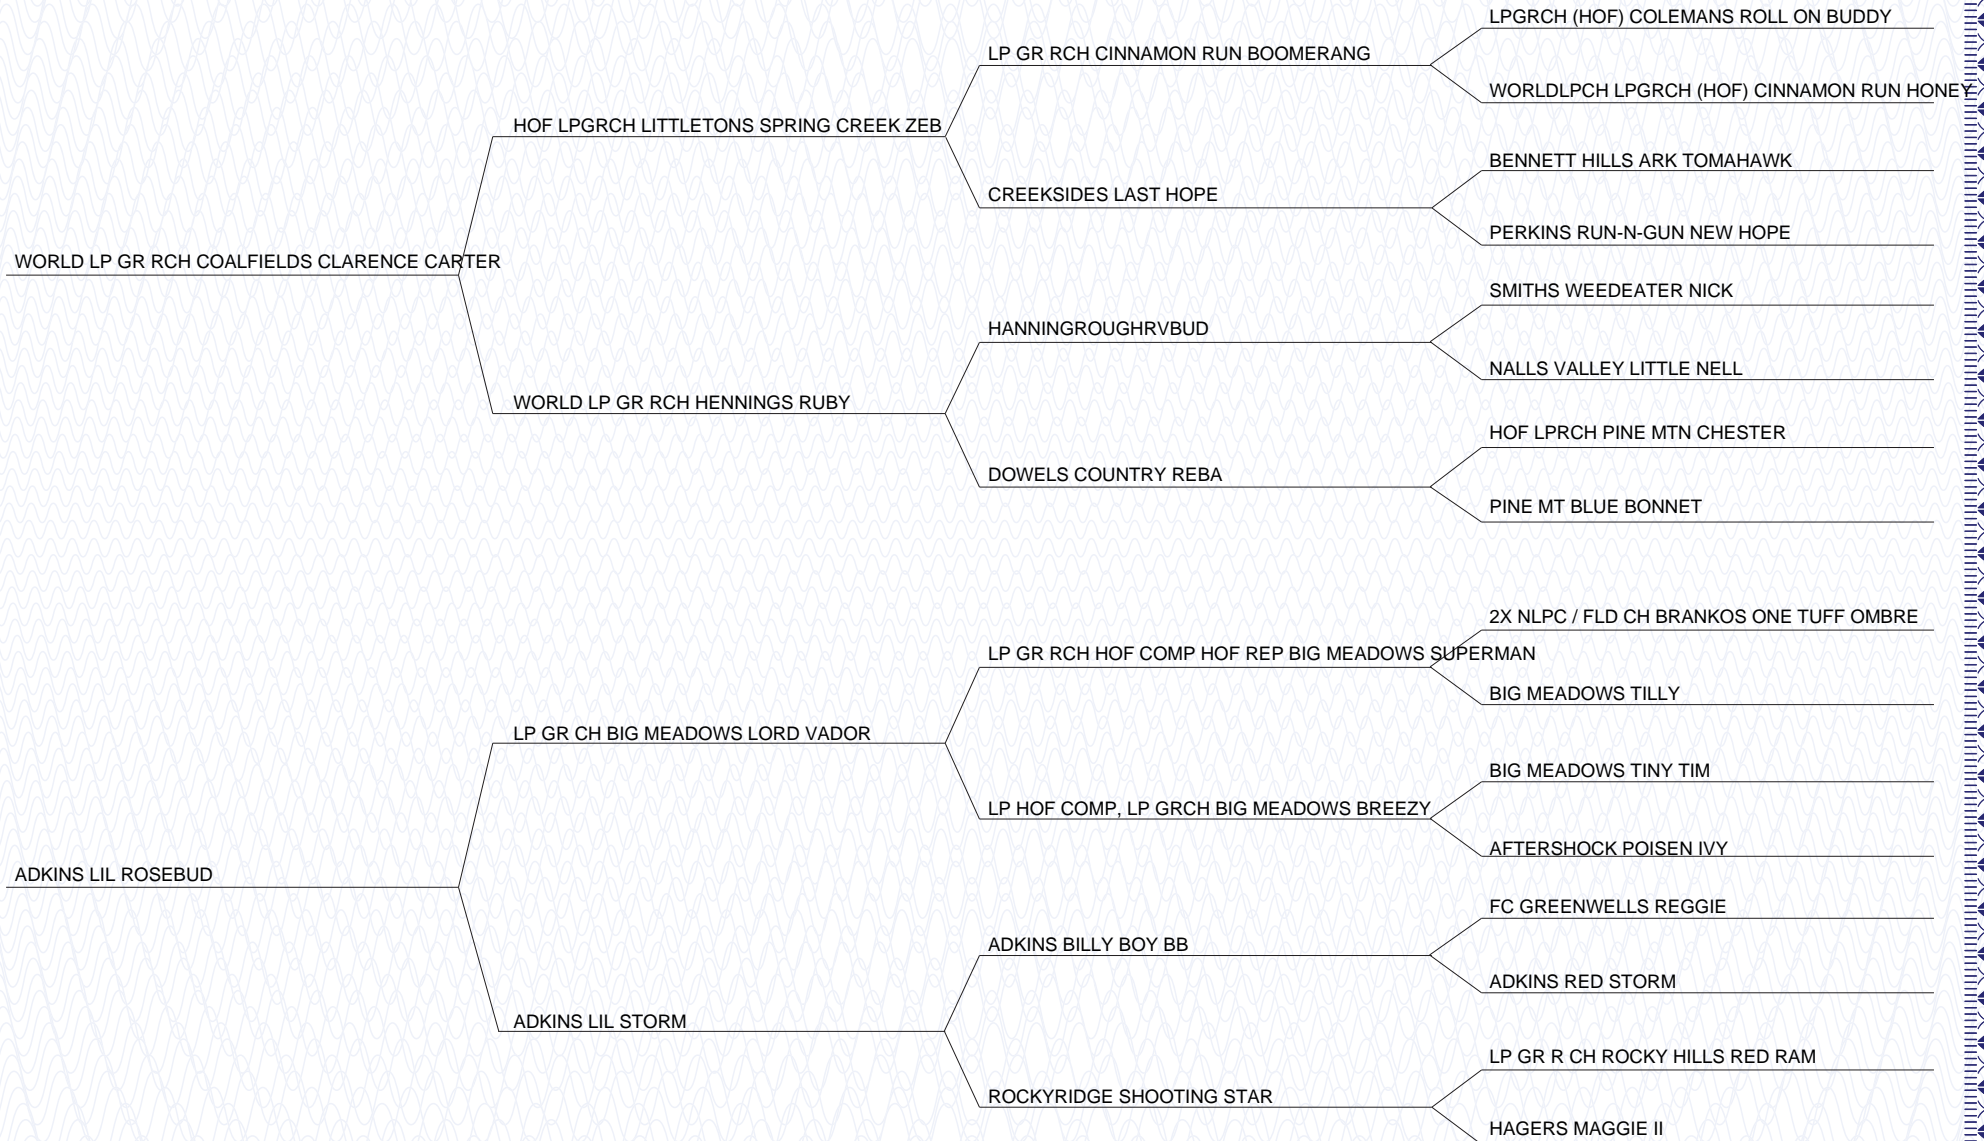 LPGRCH (HOF) COLEMANS ROLL ON BUDDY
LP GR RCH CINNAMON RUN BOOMERANG
WORLDLPCH LPGRCH (HOF) CINNAMON RUN HONEY
HOF LPGRCH LITTLETONS SPRING CREEK ZEB
BENNETT HILLS ARK TOMAHAWK
CREEKSIDES LAST HOPE
PERKINS RUN-N-GUN NEW HOPE
WORLD LP GR RCH COALFIELDS CLARENCE CARTER
SMITHS WEEDEATER NICK
HANNINGROUGHRVBUD
NALLS VALLEY LITTLE NELL
WORLD LP GR RCH HENNINGS RUBY
HOF LPRCH PINE MTN CHESTER
DOWELS COUNTRY REBA
PINE MT BLUE BONNET
2X NLPC / FLD CH BRANKOS ONE TUFF OMBRE
LP GR RCH HOF COMP HOF REP BIG MEADOWS SUPERMAN
BIG MEADOWS TILLY
LP GR CH BIG MEADOWS LORD VADOR
BIG MEADOWS TINY TIM
LP HOF COMP, LP GRCH BIG MEADOWS BREEZY
AFTERSHOCK POISEN IVY
ADKINS LIL ROSEBUD
FC GREENWELLS REGGIE
ADKINS BILLY BOY BB
ADKINS RED STORM
ADKINS LIL STORM
LP GR R CH ROCKY HILLS RED RAM
ROCKYRIDGE SHOOTING STAR
HAGERS MAGGIE II